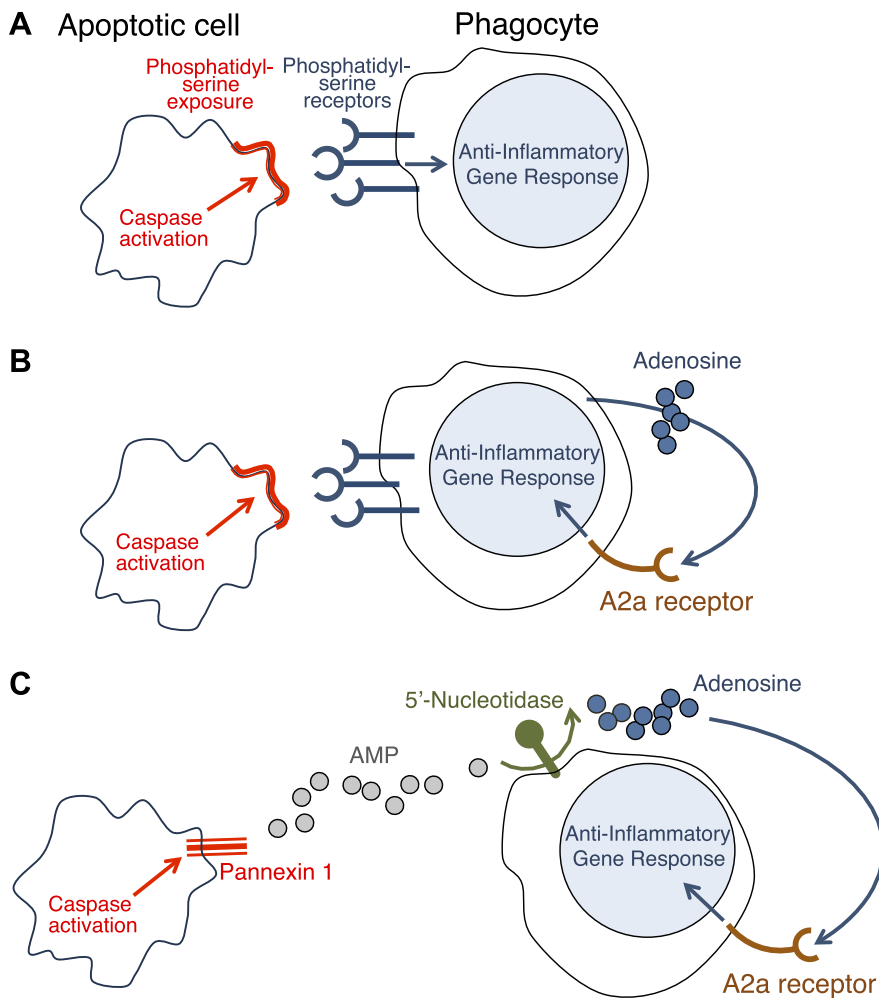 A
Apoptotic cell
Phagocyte
Phosphatidyl-
serine
exposure
Phosphatidyl-
serine
receptors
Anti-Inflammatory
Gene Response
Caspase
activation
B
Adenosine
Anti-Inflammatory
Gene Response
Caspase
activation
A2a receptor
C
5'-Nucleotidase
Adenosine
AMP
Anti-Inflammatory
Gene Response
Pannexin 1
Caspase
activation
A2a receptor